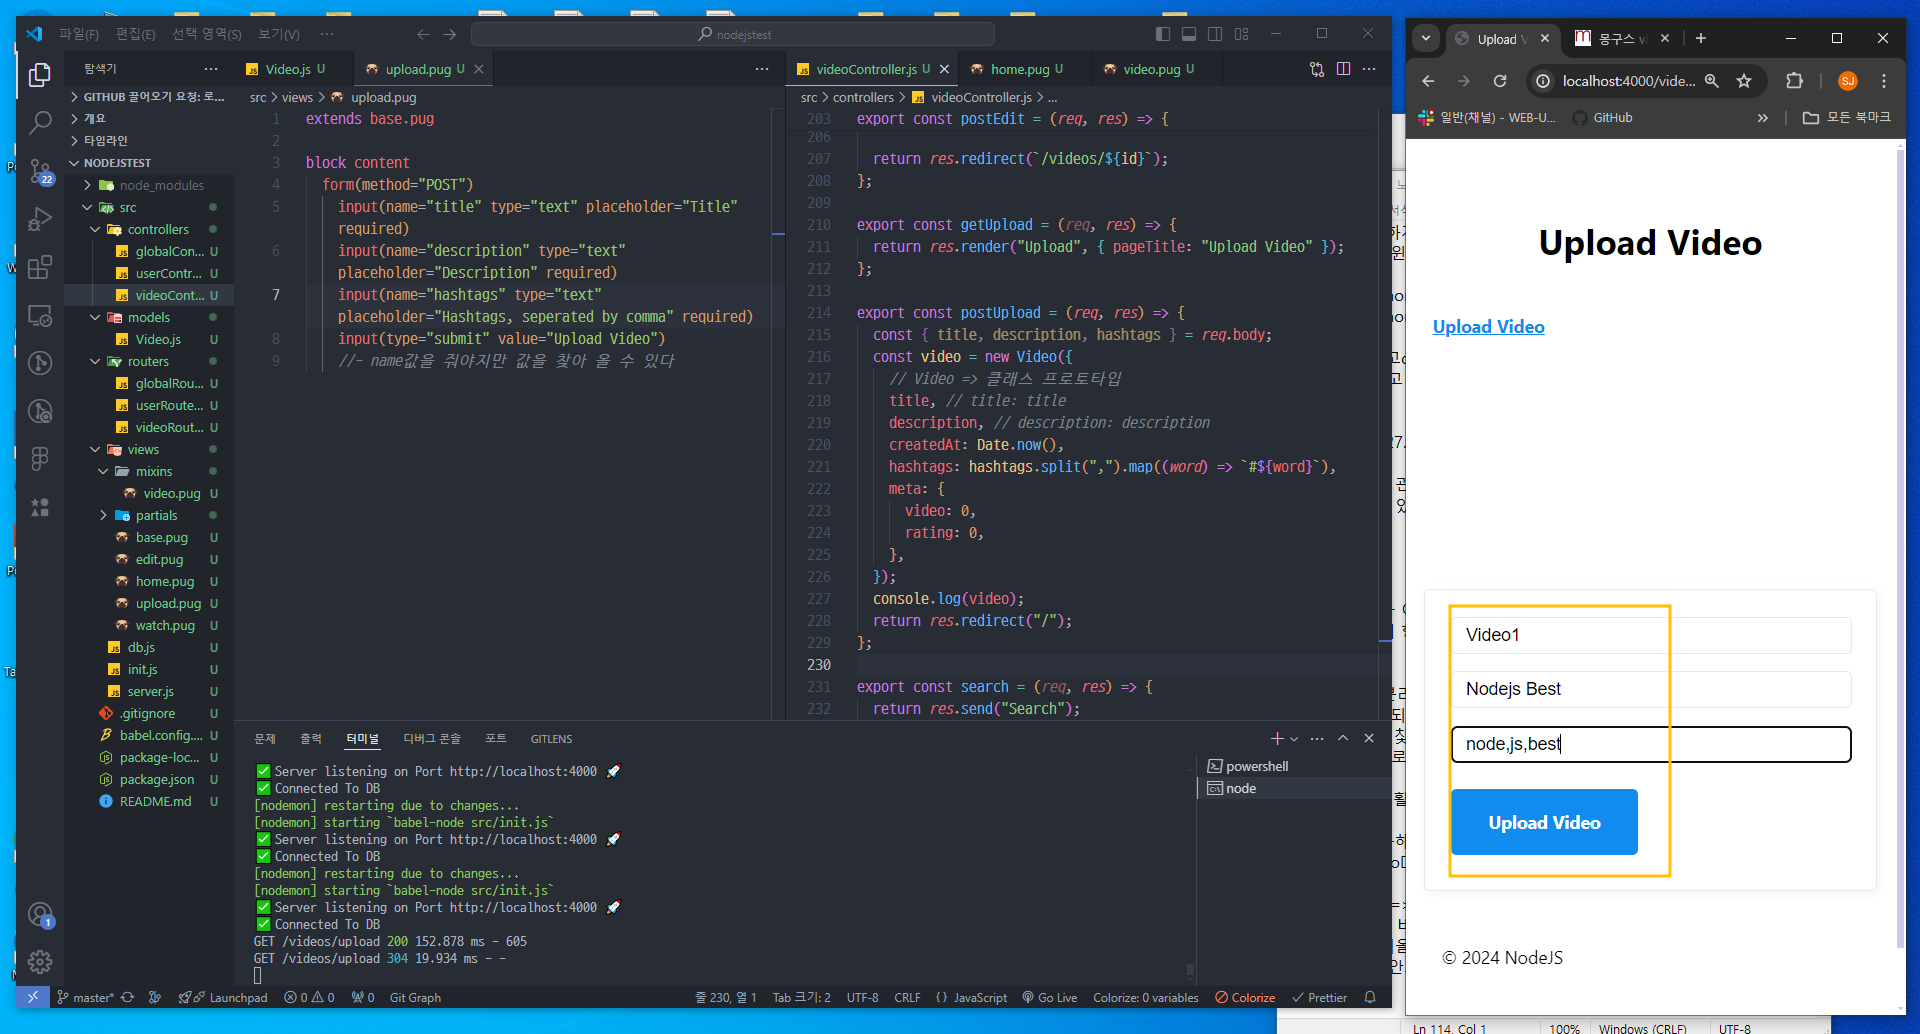 파일(F) 편집(E) 선택 영역(S) 보기(V) ··· nodejstest
탐색기 ···
GITHUB 끌어오기 요청: 로...
개요
타임라인
NODEJSTEST
node_modules
src
controllers
globalCon... U
userContr... U
videoCont... U
models
Video.js U
routers
globalRou... U
userRoute... U
videoRout... U
views
mixins
video.pug U
partials
base.pug U
edit.pug U
home.pug U
upload.pug U
watch.pug U
db.js U
init.js U
server.js U
.gitignore U
babel.config.... U
package-loc... U
package.json U
README.md U
22
1
Video.js U upload.pug U ···
src > views > upload.pug
1 extends base.pug
2
3 block content
4 form(method="POST")
5 input(name="title" type="text" placeholder="Title"
required)
6 input(name="description" type="text"
placeholder="Description" required)
7 input(name="hashtags" type="text"
placeholder="Hashtags, seperated by comma" required)
8 input(type="submit" value="Upload Video")
9 //- name값을 줘야지만 값을 찾아 올 수 있다
videoController.js U home.pug U video.pug U ···
src > controllers > videoController.js > ...
203 export const postEdit = (req, res) => {
206
207 return res.redirect(`/videos/${id}`);
208 };
209
210 export const getUpload = (req, res) => {
211 return res.render("Upload", { pageTitle: "Upload Video" });
212 };
213
214 export const postUpload = (req, res) => {
215 const { title, description, hashtags } = req.body;
216 const video = new Video({
217 // Video => 클래스 프로토타입
218 title, // title: title
219 description, // description: description
220 createdAt: Date.now(),
221 hashtags: hashtags.split(",").map((word) => `#${word}`),
222 meta: {
223 video: 0,
224 rating: 0,
225 },
226 });
227 console.log(video);
228 return res.redirect("/");
229 };
230
231 export const search = (req, res) => {
232 return res.send("Search");
문제 출력 터미널 디버그 콘솔 포트 GITLENS
✅ Server listening on Port http://localhost:4000 🚀
✅ Connected To DB
[nodemon] restarting due to changes...
[nodemon] starting `babel-node src/init.js`
✅ Server listening on Port http://localhost:4000 🚀
✅ Connected To DB
[nodemon] restarting due to changes...
[nodemon] starting `babel-node src/init.js`
✅ Server listening on Port http://localhost:4000 🚀
✅ Connected To DB
GET /videos/upload 200 152.878 ms - 605
GET /videos/upload 304 19.934 ms - -
powershell
node
master* Launchpad 0 0 0 Git Graph 줄 230, 열 1 Tab 크기: 2 UTF-8 CRLF {} JavaScript Go Live Colorize: 0 variables Colorize Prettier
Upload V 몽구스 v
localhost:4000/vide... SJ
일반(채널) - WEB-U... GitHub » 모든 북마크
Upload Video
Upload Video
Video1
Nodejs Best
node,js,best
Upload Video
© 2024 NodeJS
Ln 114, Col 1 100% Windows (CRLF) UTF-8